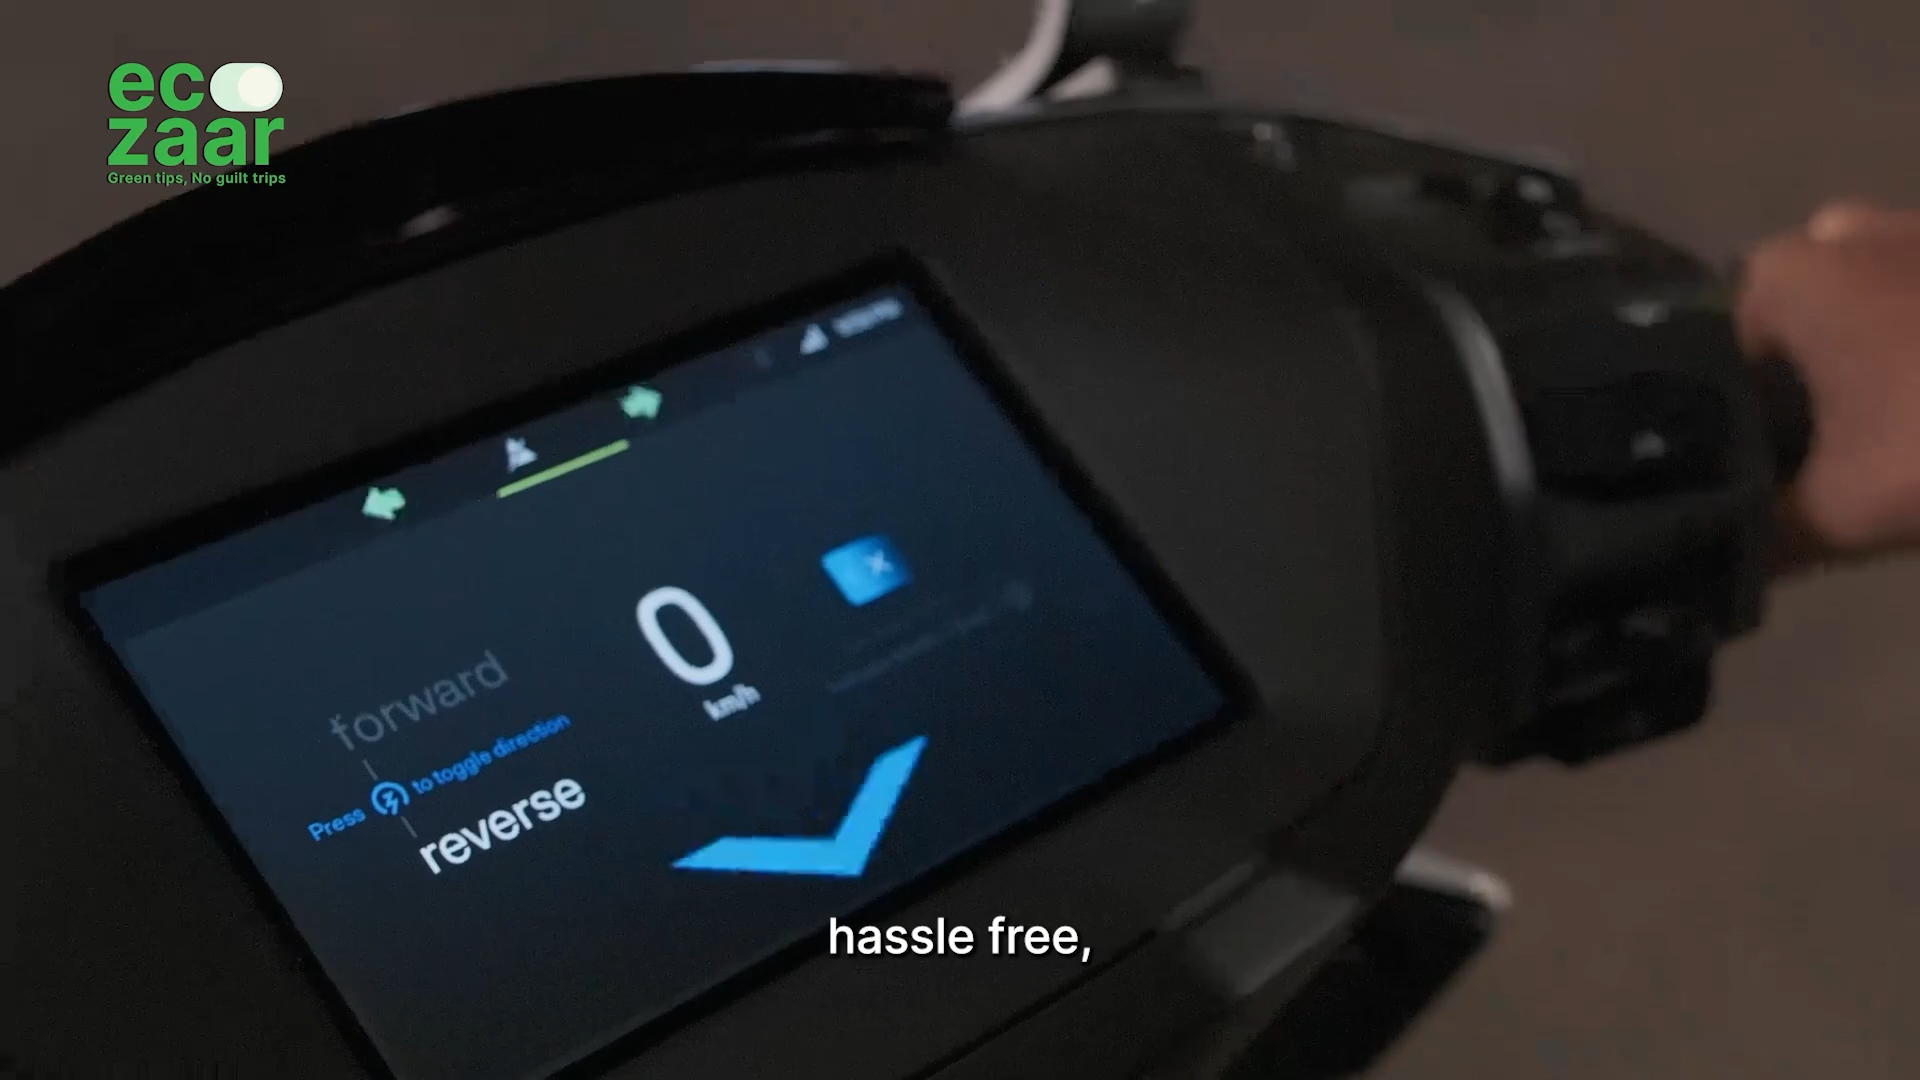 eco
zaar
Green tips, No guilt trips
forward
Press to toggle direction
reverse
0
km/h
hassle free,